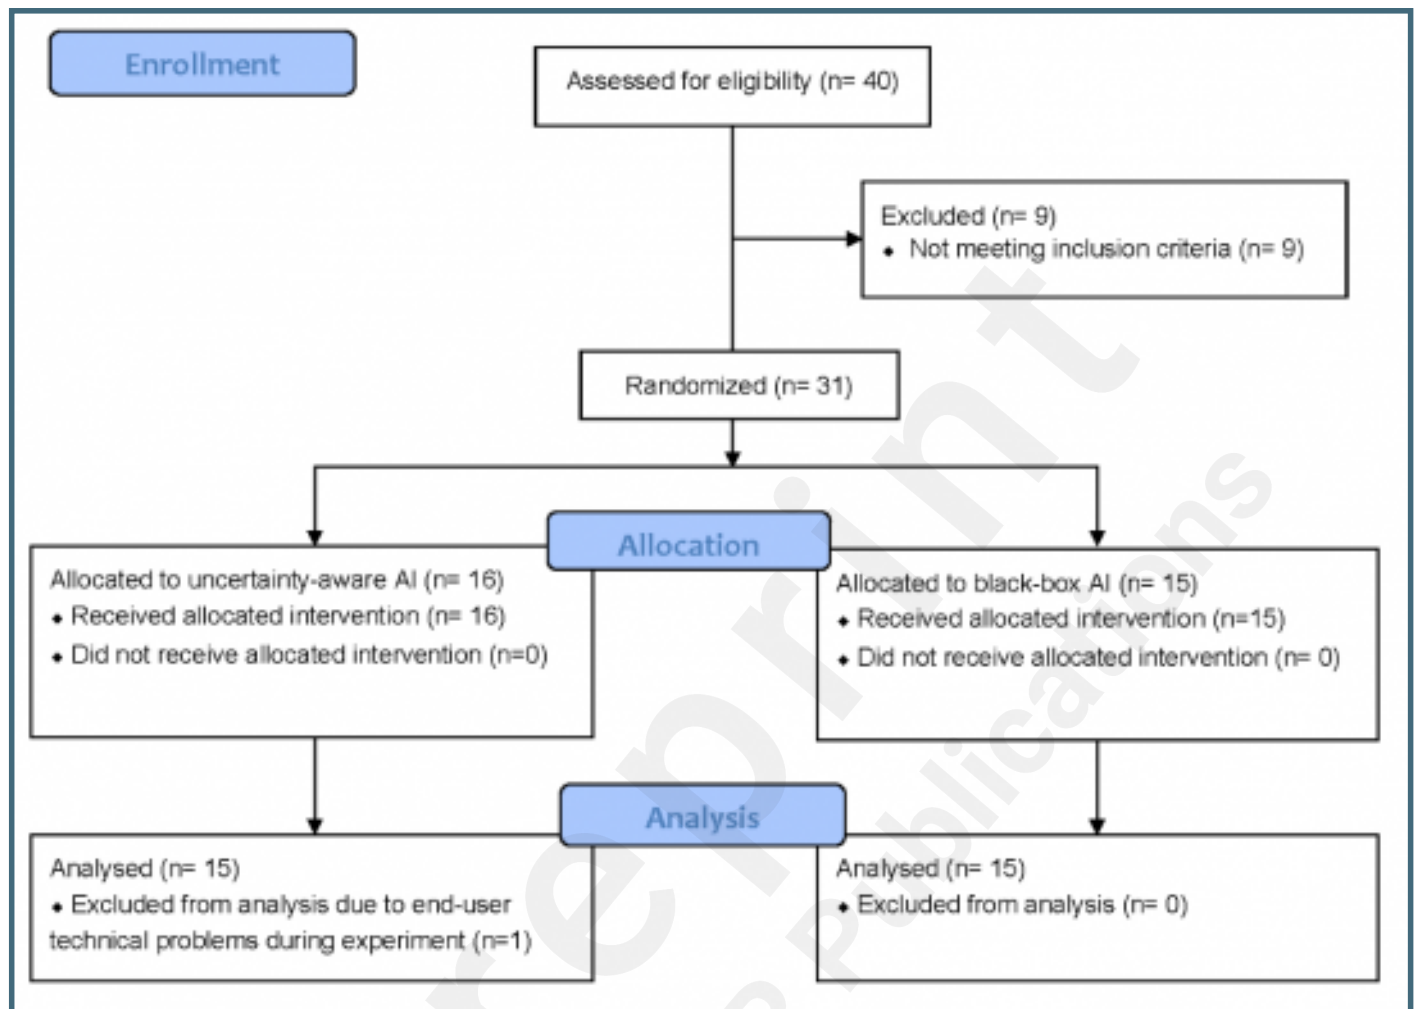 Enrollment
Assessed for eligibility (n= 40)
Excluded (n= 9)
⬥ Not meeting inclusion criteria (n= 9)
Randomized (n= 31)
Allocation
Allocated to uncertainty-aware AI (n= 16)
⬥ Received allocated intervention (n= 16)
⬥ Did not receive allocated intervention (n=0)
Allocated to black-box AI (n= 15)
⬥ Received allocated intervention (n=15)
⬥ Did not receive allocated intervention (n= 0)
Analysis
Analysed (n= 15)
⬥ Excluded from analysis due to end-user
technical problems during experiment (n=1)
Analysed (n= 15)
⬥ Excluded from analysis (n= 0)
reprint
Publications